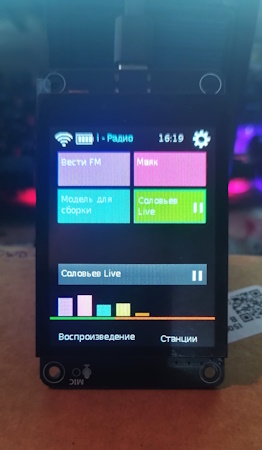 i - Радио 16:19
Вести FM
Маяк
Модель для
сборки
Соловьев
Live
Соловьев Live
Воспроизведение
Станции
MIC